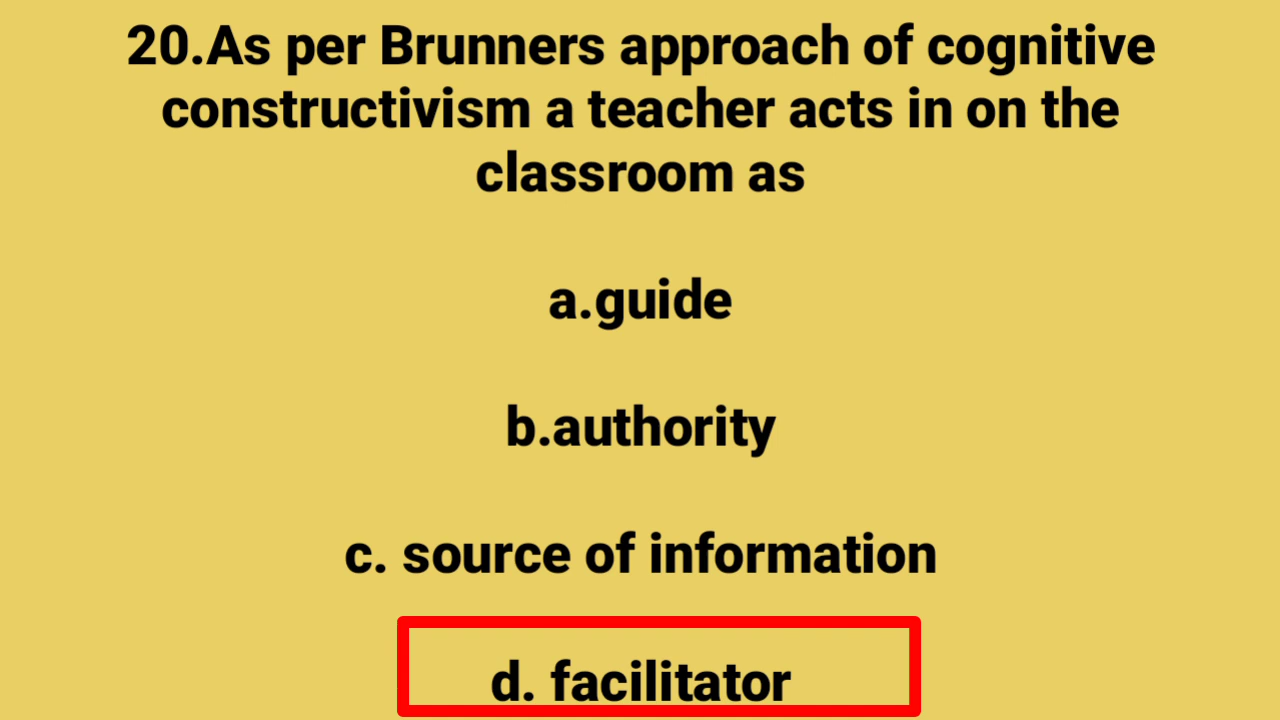 20.As per Brunners approach of cognitive
constructivism a teacher acts in on the
classroom as
a.guide
b.authority
c. source of information
d. facilitator